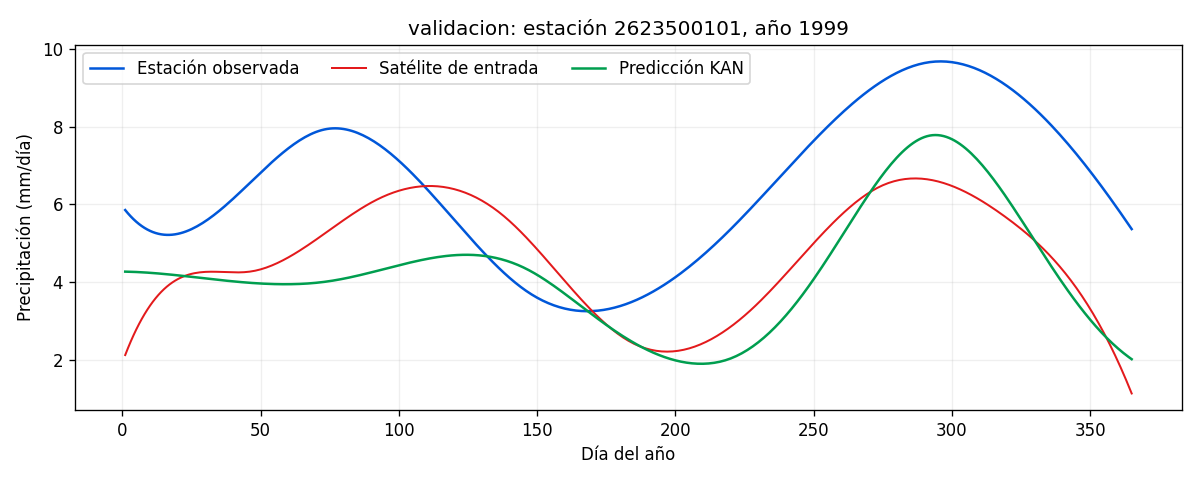 validacion: estación 2623500101, año 1999
Estación observada
Satélite de entrada
Predicción KAN
Precipitación (mm/día)
10
8
6
4
2
0
50
100
150
200
250
300
350
Día del año